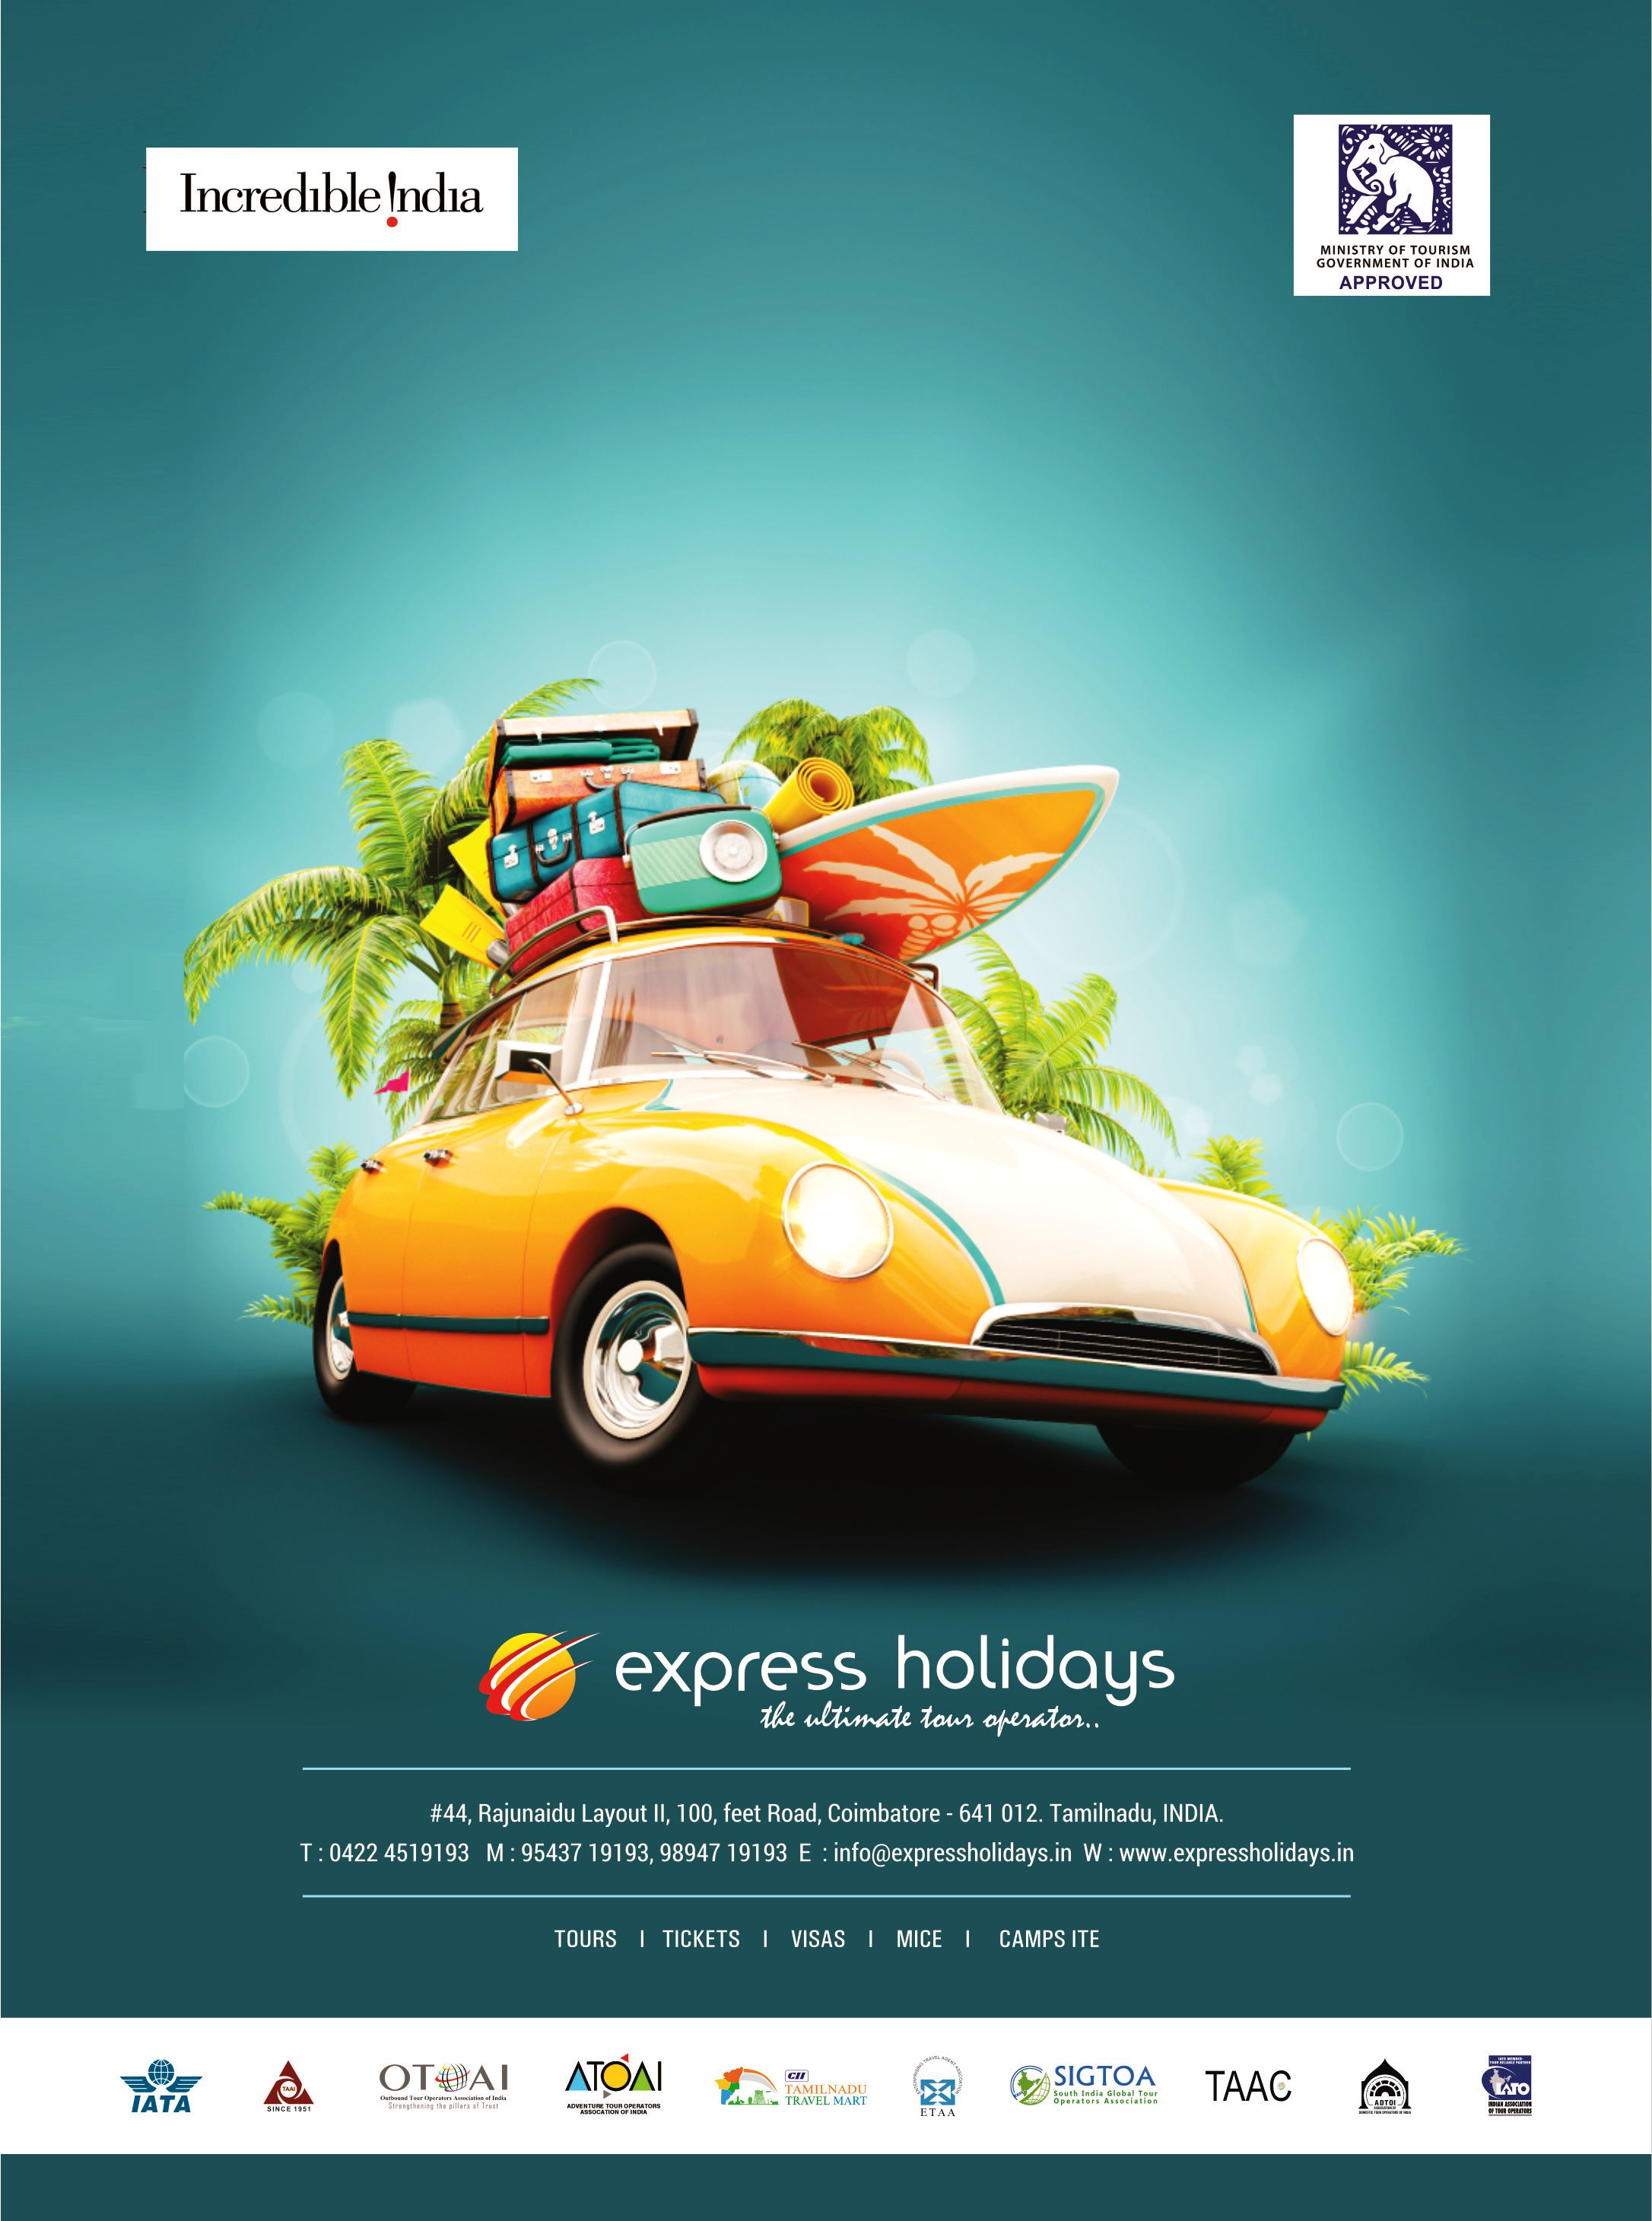 Incredıble !ndıa
MINISTRY OF TOURISM
GOVERNMENT OF INDIA
APPROVED
express holidays
the ultimate tour operator..
#44, Rajunaidu Layout II, 100, feet Road, Coimbatore - 641 012. Tamilnadu, INDIA.
T : 0422 4519193 M : 95437 19193, 98947 19193 E : info@expressholidays.in W : www.expressholidays.in
TOURS I TICKETS I VISAS I MICE I CAMPS ITE
IATA
TAAI
SINCE 1951
OTOAI
Outbound Tour Operators Association of India
Strengthening the pillars of Trust
ATOAI
ADVENTURE TOUR OPERATORS
ASSOCATION OF INDIA
CII
TAMILNADU
TRAVEL MART
ETAA
SIGTOA
South India Global Tour
Operators Association
TAAC
ADTOI
IATO
INDIAN ASSOCIATION
OF TOUR OPERATORS